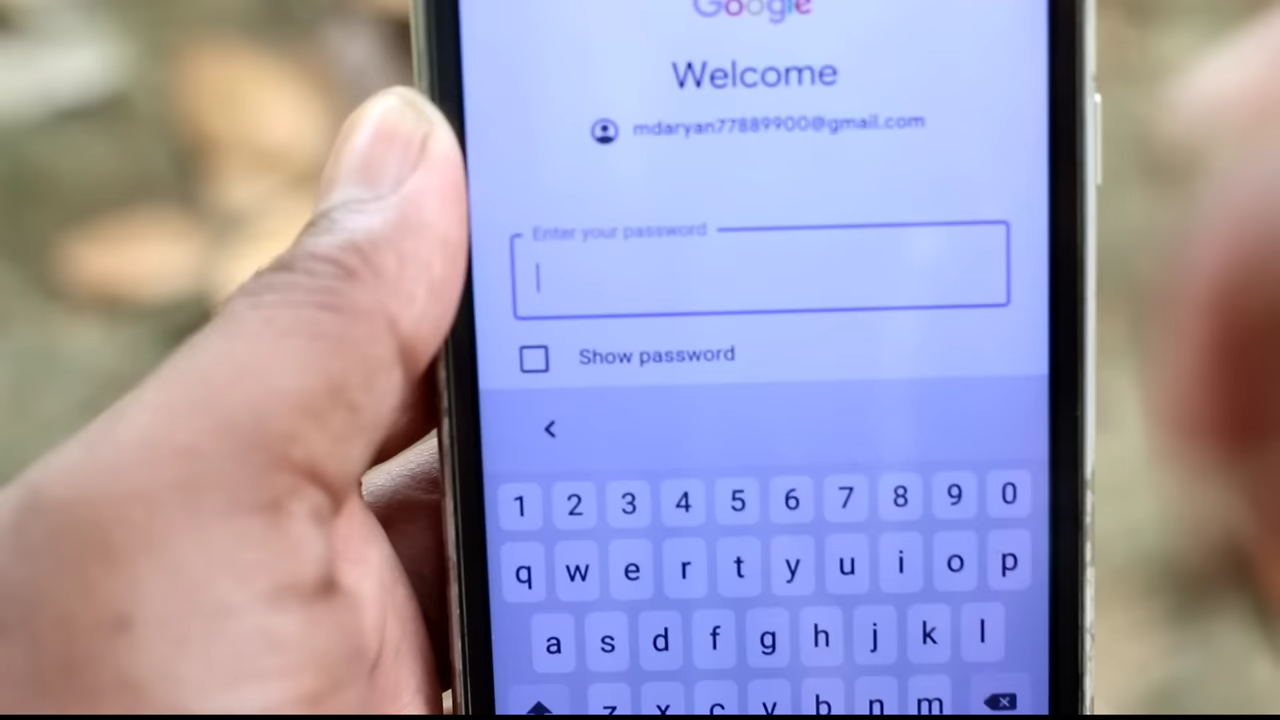 Google
Welcome
mdaryan77889900@gmail.com
Enter your password
Show password
1 2 3 4 5 6 7 8 9 0
q w e r t y u i o p
a s d f g h j k l
z x c v b n m